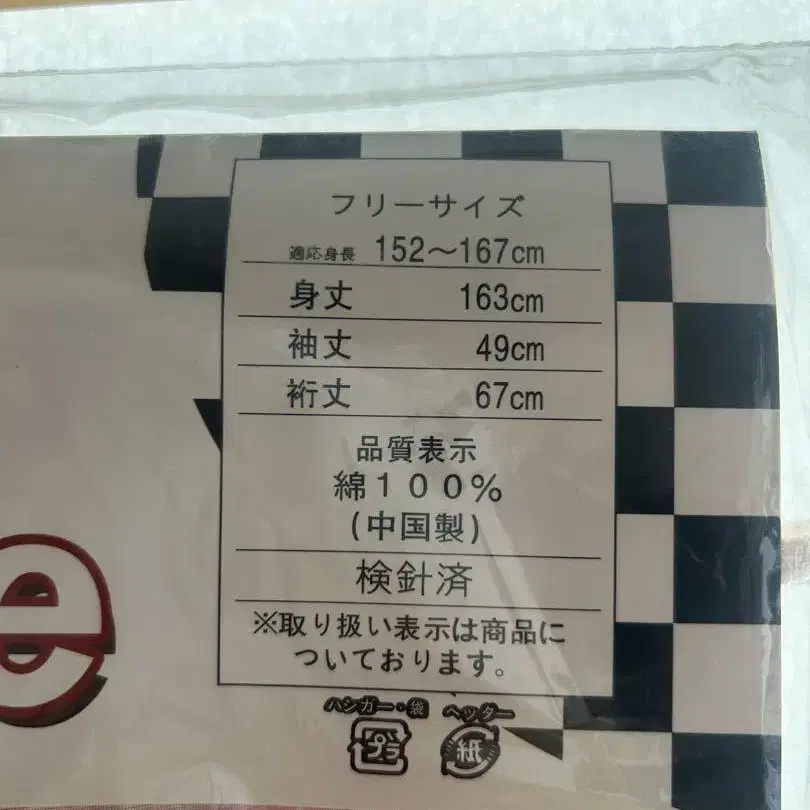 フリーサイズ
適応身長 152〜167cm
身丈 163cm
袖丈 49cm
裄丈 67cm
品質表示
綿100%
(中国製)
検針済
※取り扱い表示は商品に
ついております。
ハンガー・袋 ヘッダー
プラ 紙
e